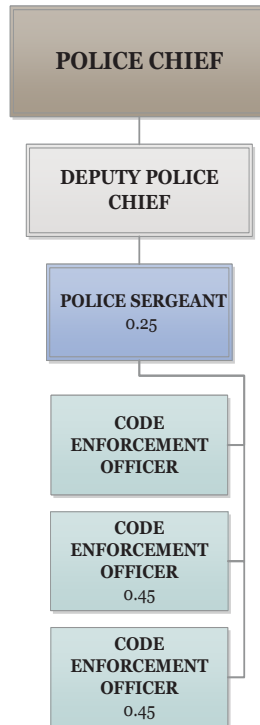 POLICE CHIEF
DEPUTY POLICE
CHIEF
POLICE SERGEANT
0.25
CODE
ENFORCEMENT
OFFICER
CODE
ENFORCEMENT
OFFICER
0.45
CODE
ENFORCEMENT
OFFICER
0.45